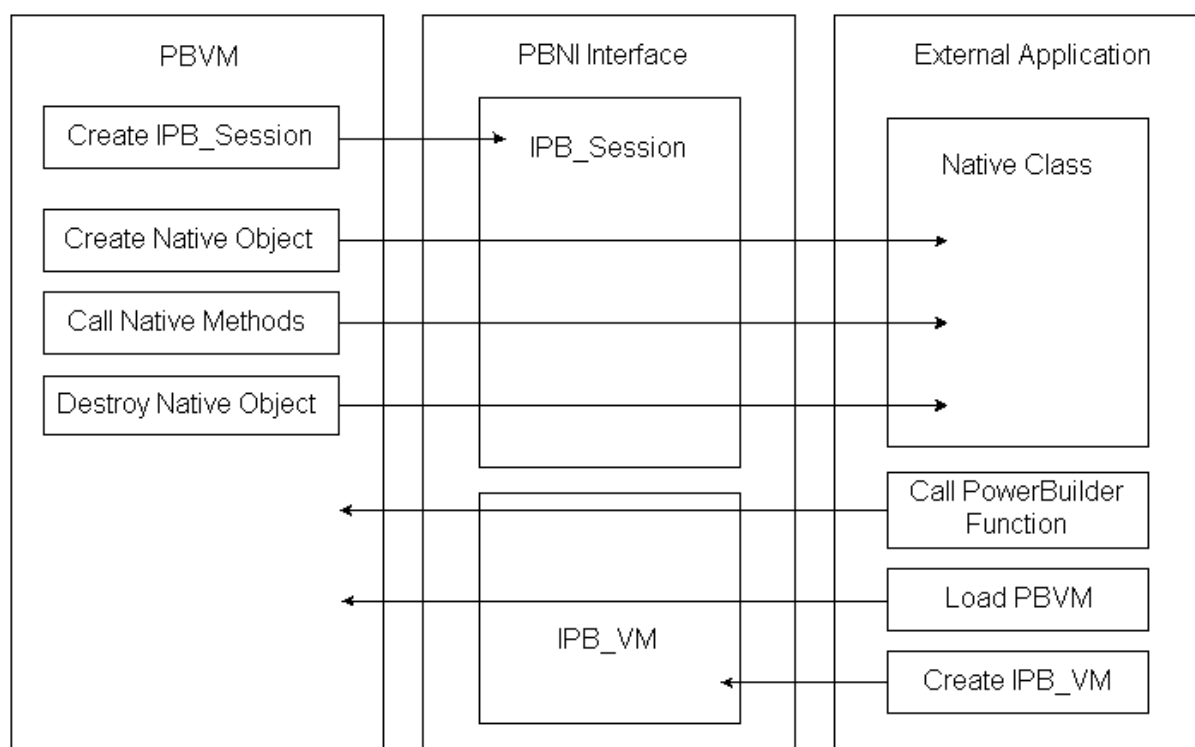 PBVM
Create IPB_Session
Create Native Object
Call Native Methods
Destroy Native Object
PBNI Interface
IPB_Session
IPB_VM
External Application
Native Class
Call PowerBuilder
Function
Load PBVM
Create IPB_VM